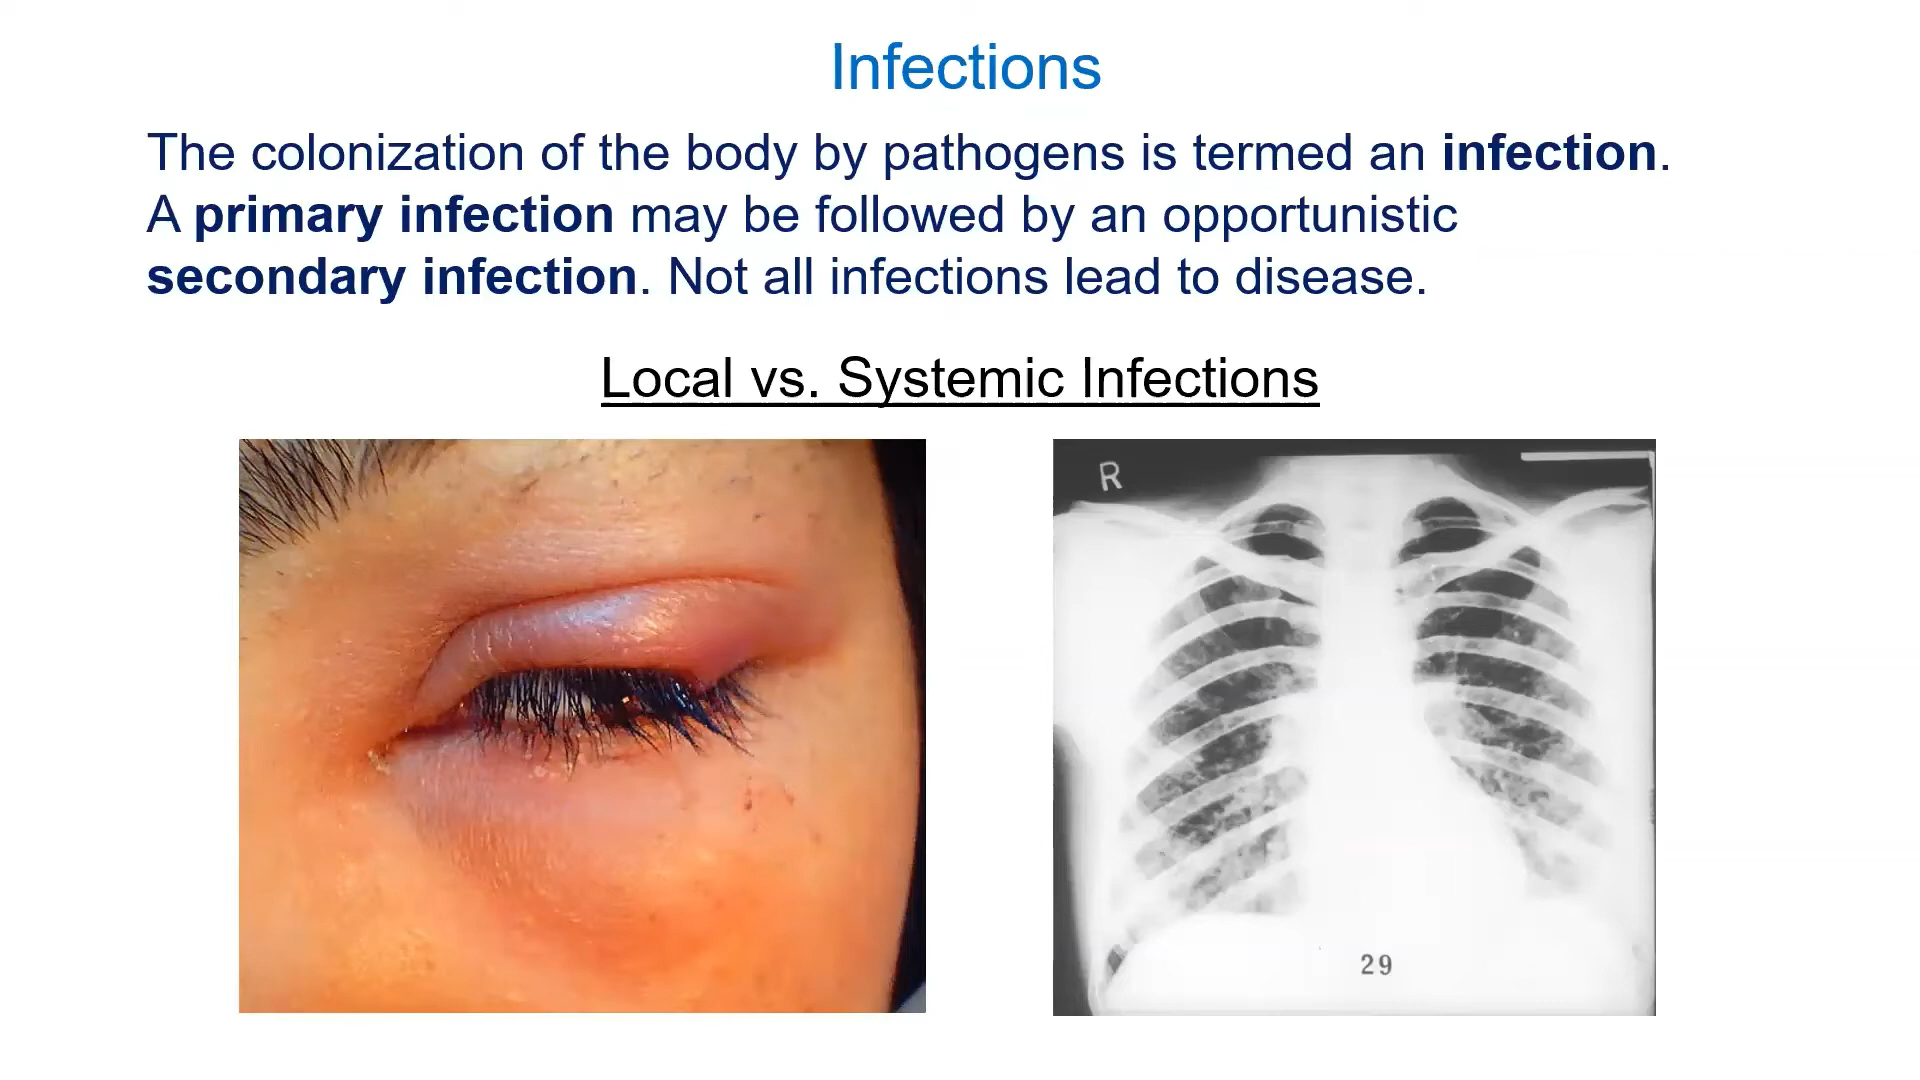 Infections
The colonization of the body by pathogens is termed an infection.
A primary infection may be followed by an opportunistic
secondary infection. Not all infections lead to disease.
Local vs. Systemic Infections
R
29